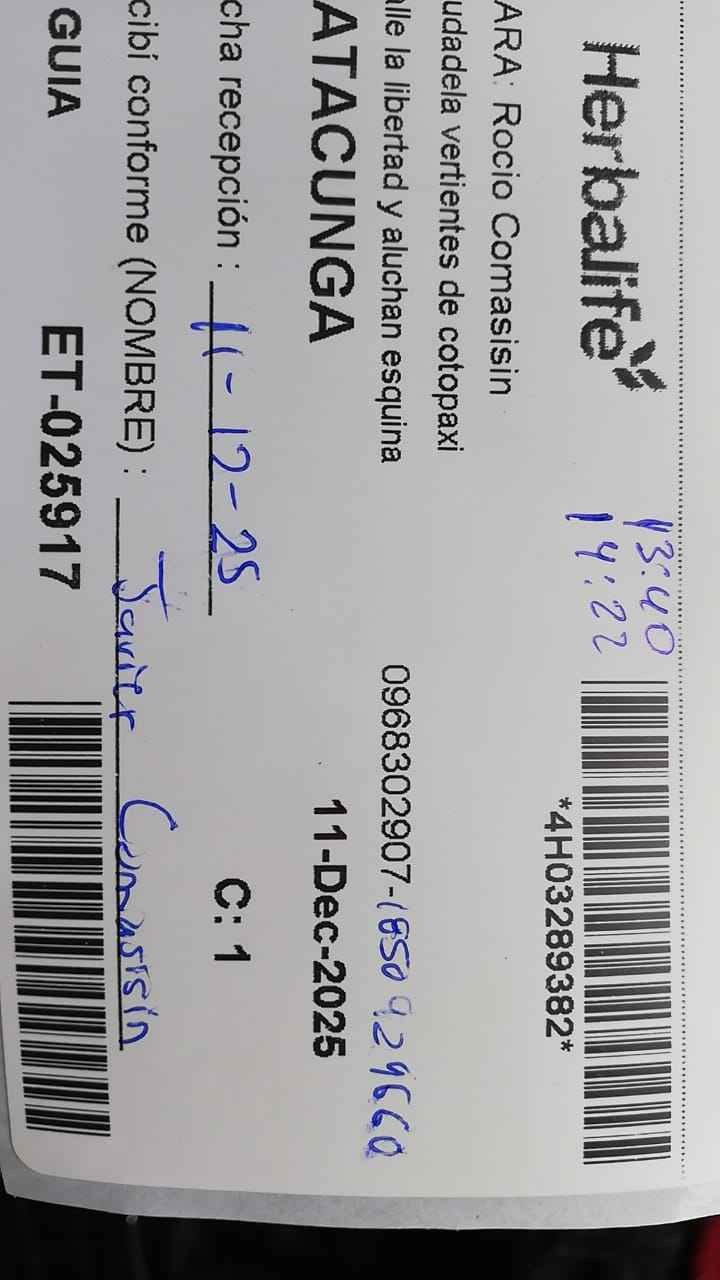 Herbalife
13:40
14:22
*4H03289382*
ARA: Rocio Comasisin
udadela vertientes de cotopaxi
alle la libertad y aluchan esquina
0968302907-1850929660
ATACUNGA
11-Dec-2025
cha recepción : 11-12-25
C: 1
cibí conforme (NOMBRE) : Javier Comasisin
GUIA ET-025917